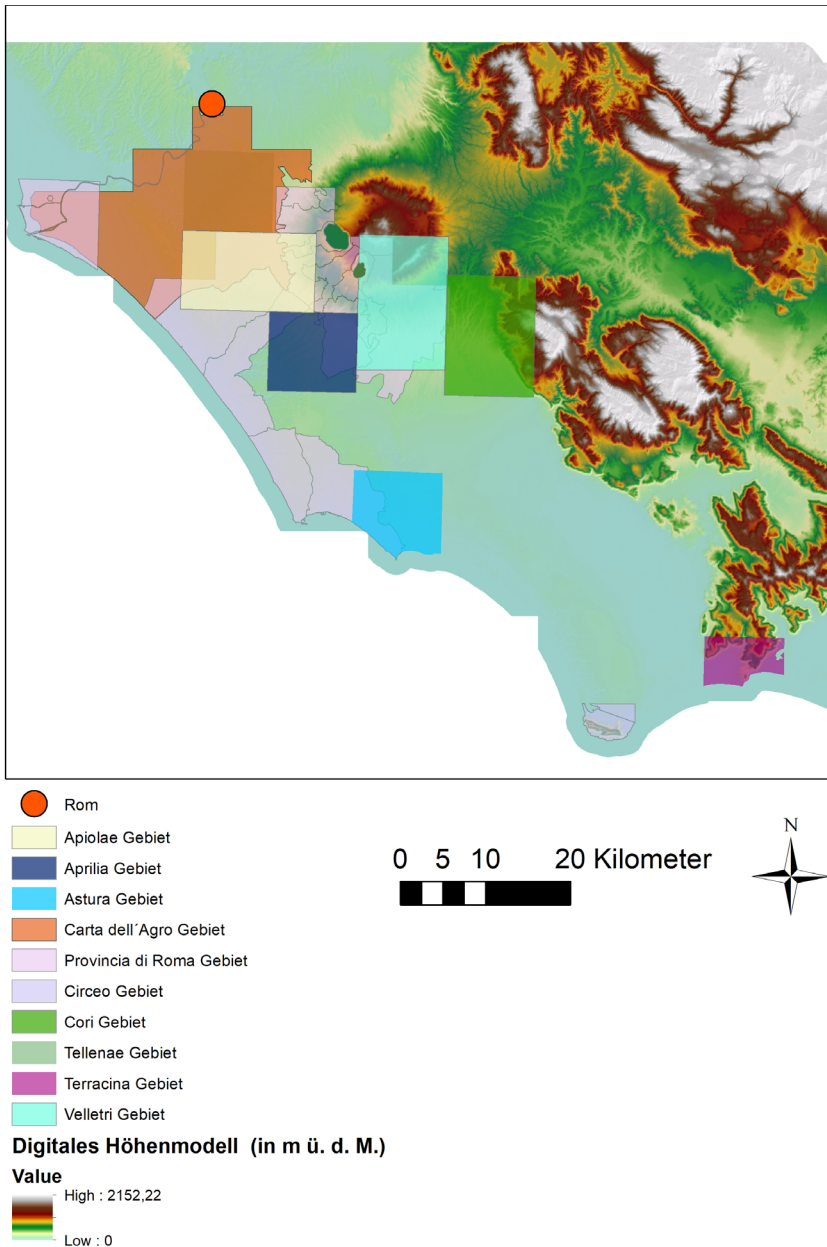 Rom
Apiolae Gebiet
Aprilia Gebiet
Astura Gebiet
Carta dell´Agro Gebiet
Provincia di Roma Gebiet
Circeo Gebiet
Cori Gebiet
Tellenae Gebiet
Terracina Gebiet
Velletri Gebiet
0 5 10 20 Kilometer
N
Digitales Höhenmodell (in m ü. d. M.)
Value
High : 2152,22
Low : 0